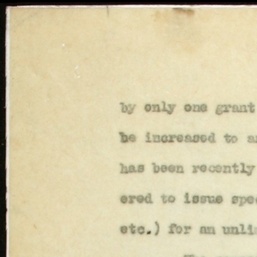 by only one grant
be increased to a
has been recently
ered to issue spe
etc.) for an unli